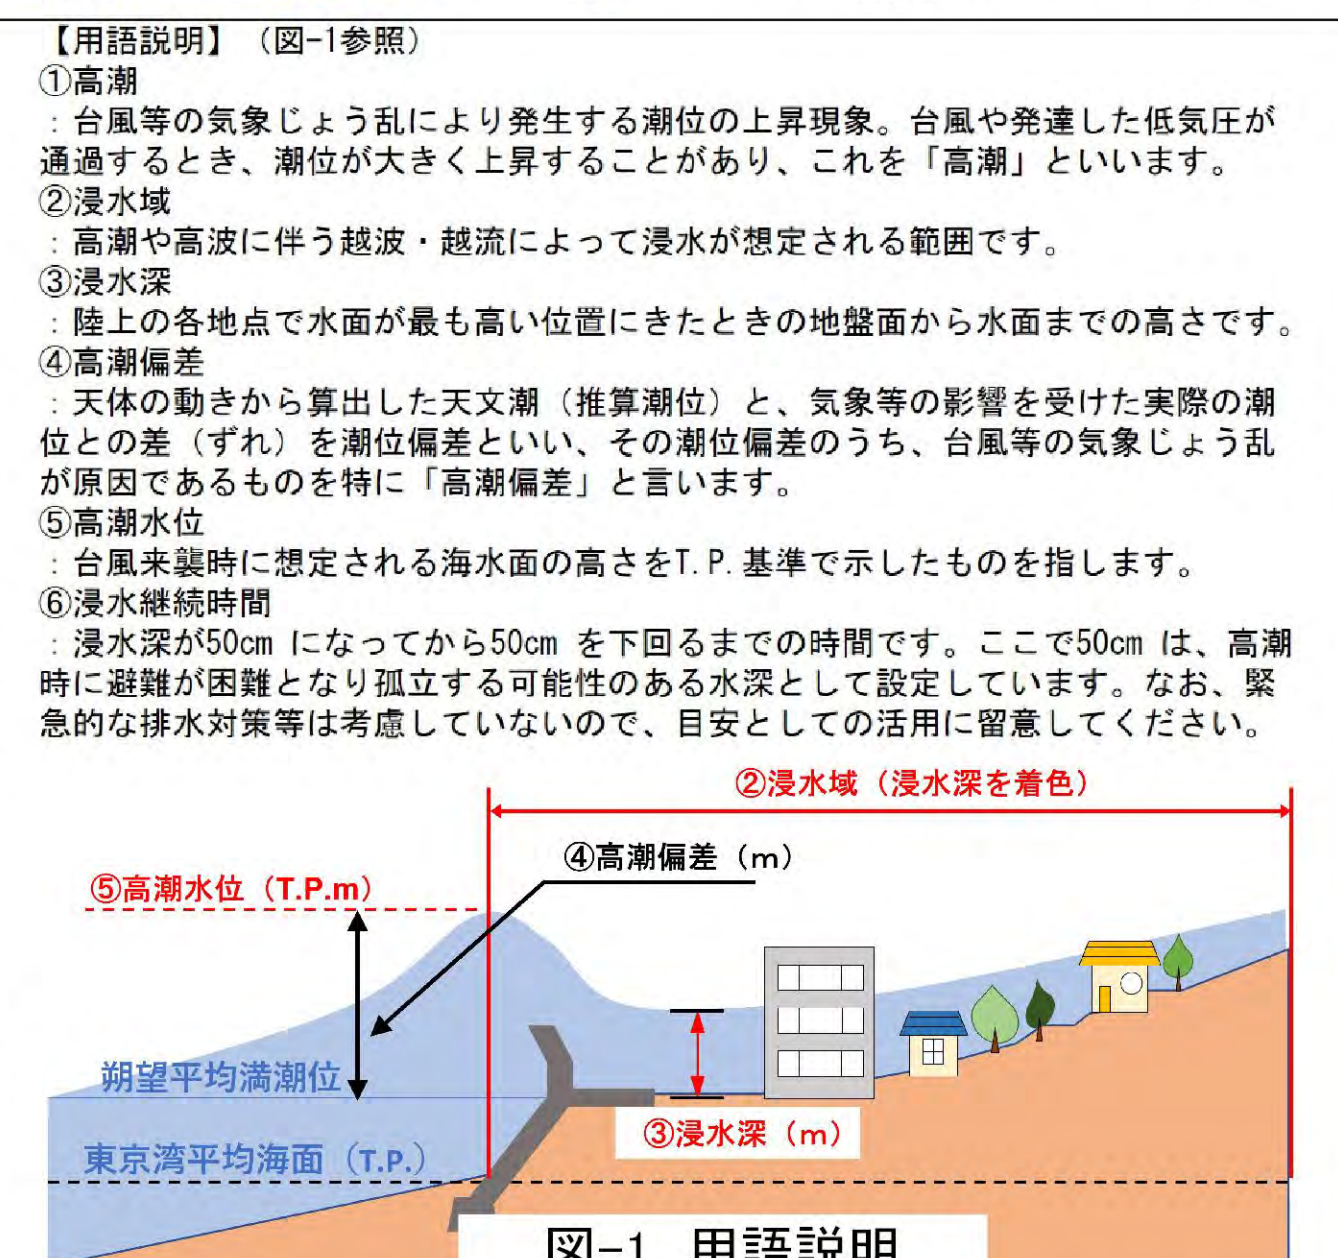 【用語説明】（図-1参照）
①高潮
：台風等の気象じょう乱により発生する潮位の上昇現象。台風や発達した低気圧が
通過するとき、潮位が大きく上昇することがあり、これを「高潮」といいます。
②浸水域
：高潮や高波に伴う越波・越流によって浸水が想定される範囲です。
③浸水深
：陸上の各地点で水面が最も高い位置にきたときの地盤面から水面までの高さです。
④高潮偏差
：天体の動きから算出した天文潮（推算潮位）と、気象等の影響を受けた実際の潮
位との差（ずれ）を潮位偏差といい、その潮位偏差のうち、台風等の気象じょう乱
が原因であるものを特に「高潮偏差」と言います。
⑤高潮水位
：台風来襲時に想定される海水面の高さをT.P.基準で示したものを指します。
⑥浸水継続時間
：浸水深が50cm になってから50cm を下回るまでの時間です。ここで50cm は、高潮
時に避難が困難となり孤立する可能性のある水深として設定しています。なお、緊
急的な排水対策等は考慮していないので、目安としての活用に留意してください。
②浸水域（浸水深を着色）
④高潮偏差（m）
⑤高潮水位（T.P.m）
朔望平均満潮位
③浸水深（m）
東京湾平均海面（T.P.）
図-1 用語説明